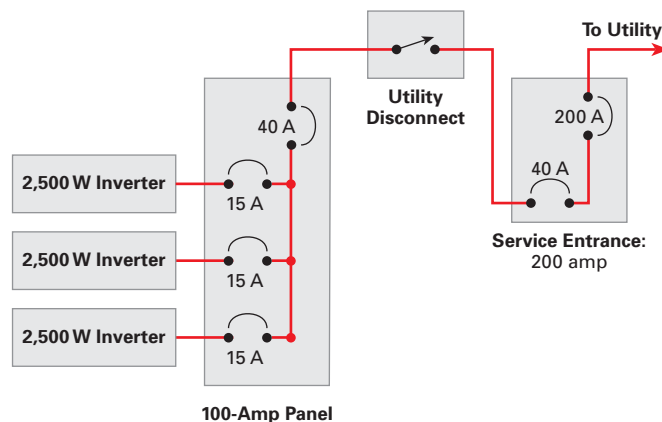 To Utility
40 A
Utility
Disconnect
200 A
2,500 W Inverter
15 A
40 A
2,500 W Inverter
15 A
Service Entrance:
200 amp
2,500 W Inverter
15 A
100-Amp Panel